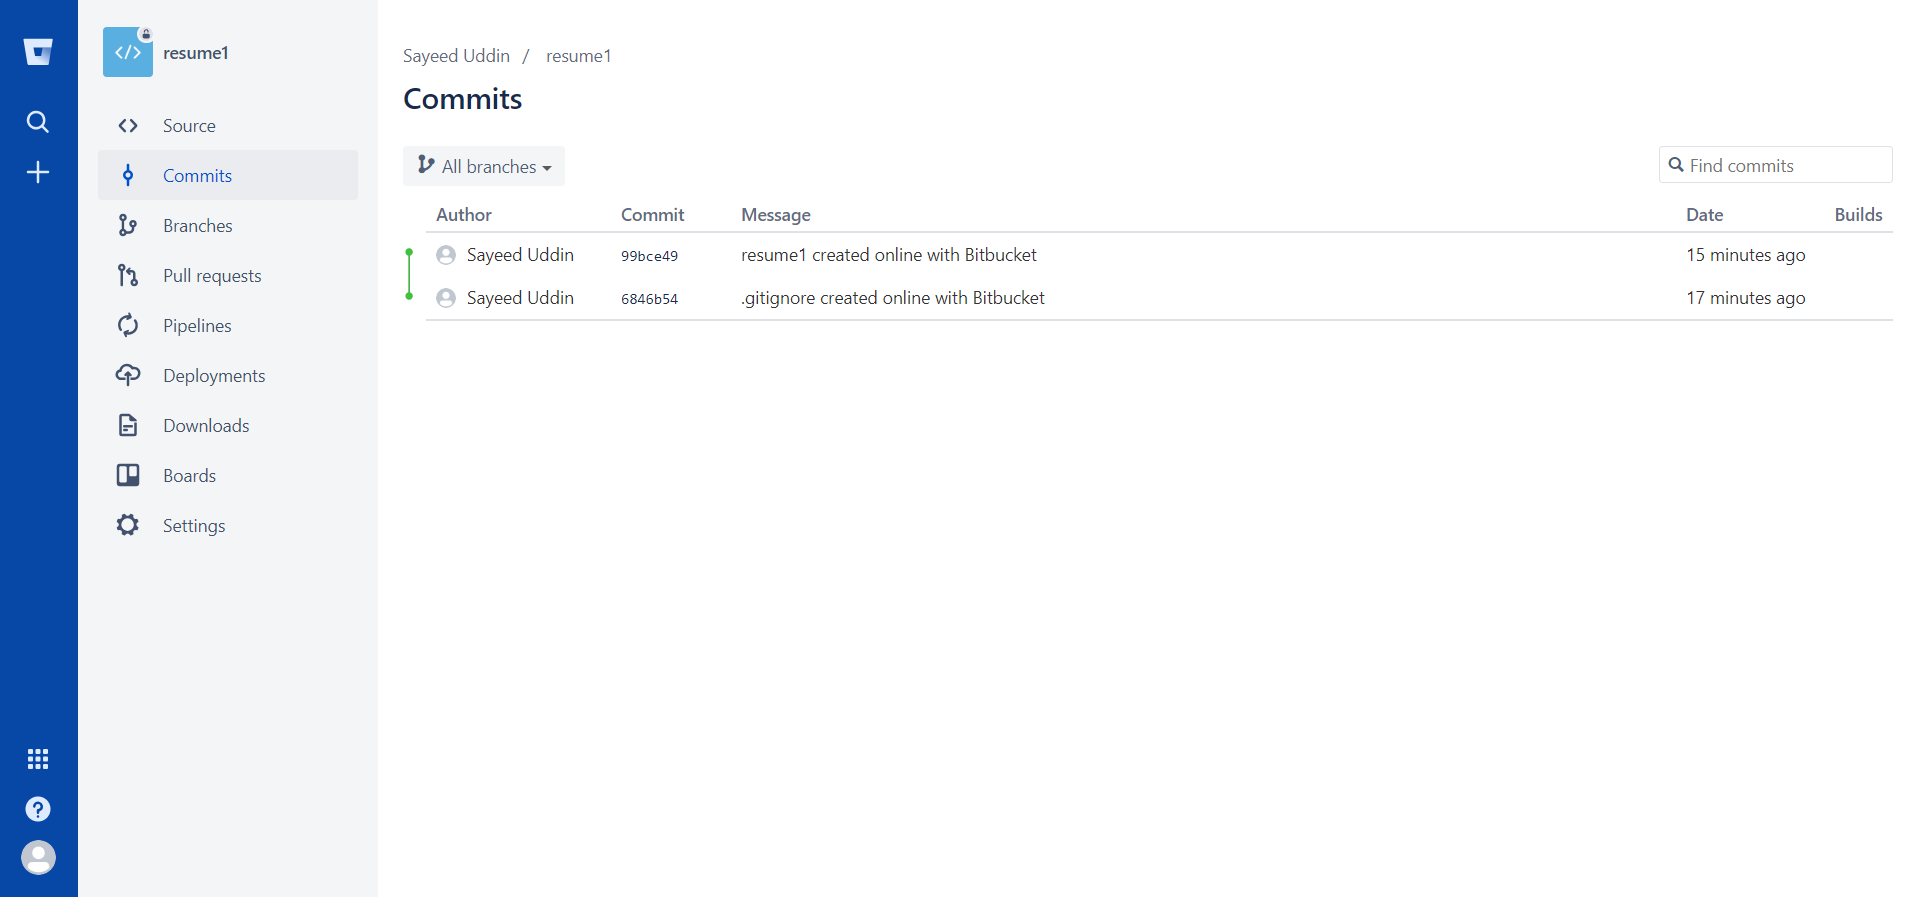 resume1
Source
Commits
Branches
Pull requests
Pipelines
Deployments
Downloads
Boards
Settings
Sayeed Uddin / resume1
Commits
All branches
Find commits
Author Commit Message Date Builds
Sayeed Uddin 99bce49 resume1 created online with Bitbucket 15 minutes ago
Sayeed Uddin 6846b54 .gitignore created online with Bitbucket 17 minutes ago